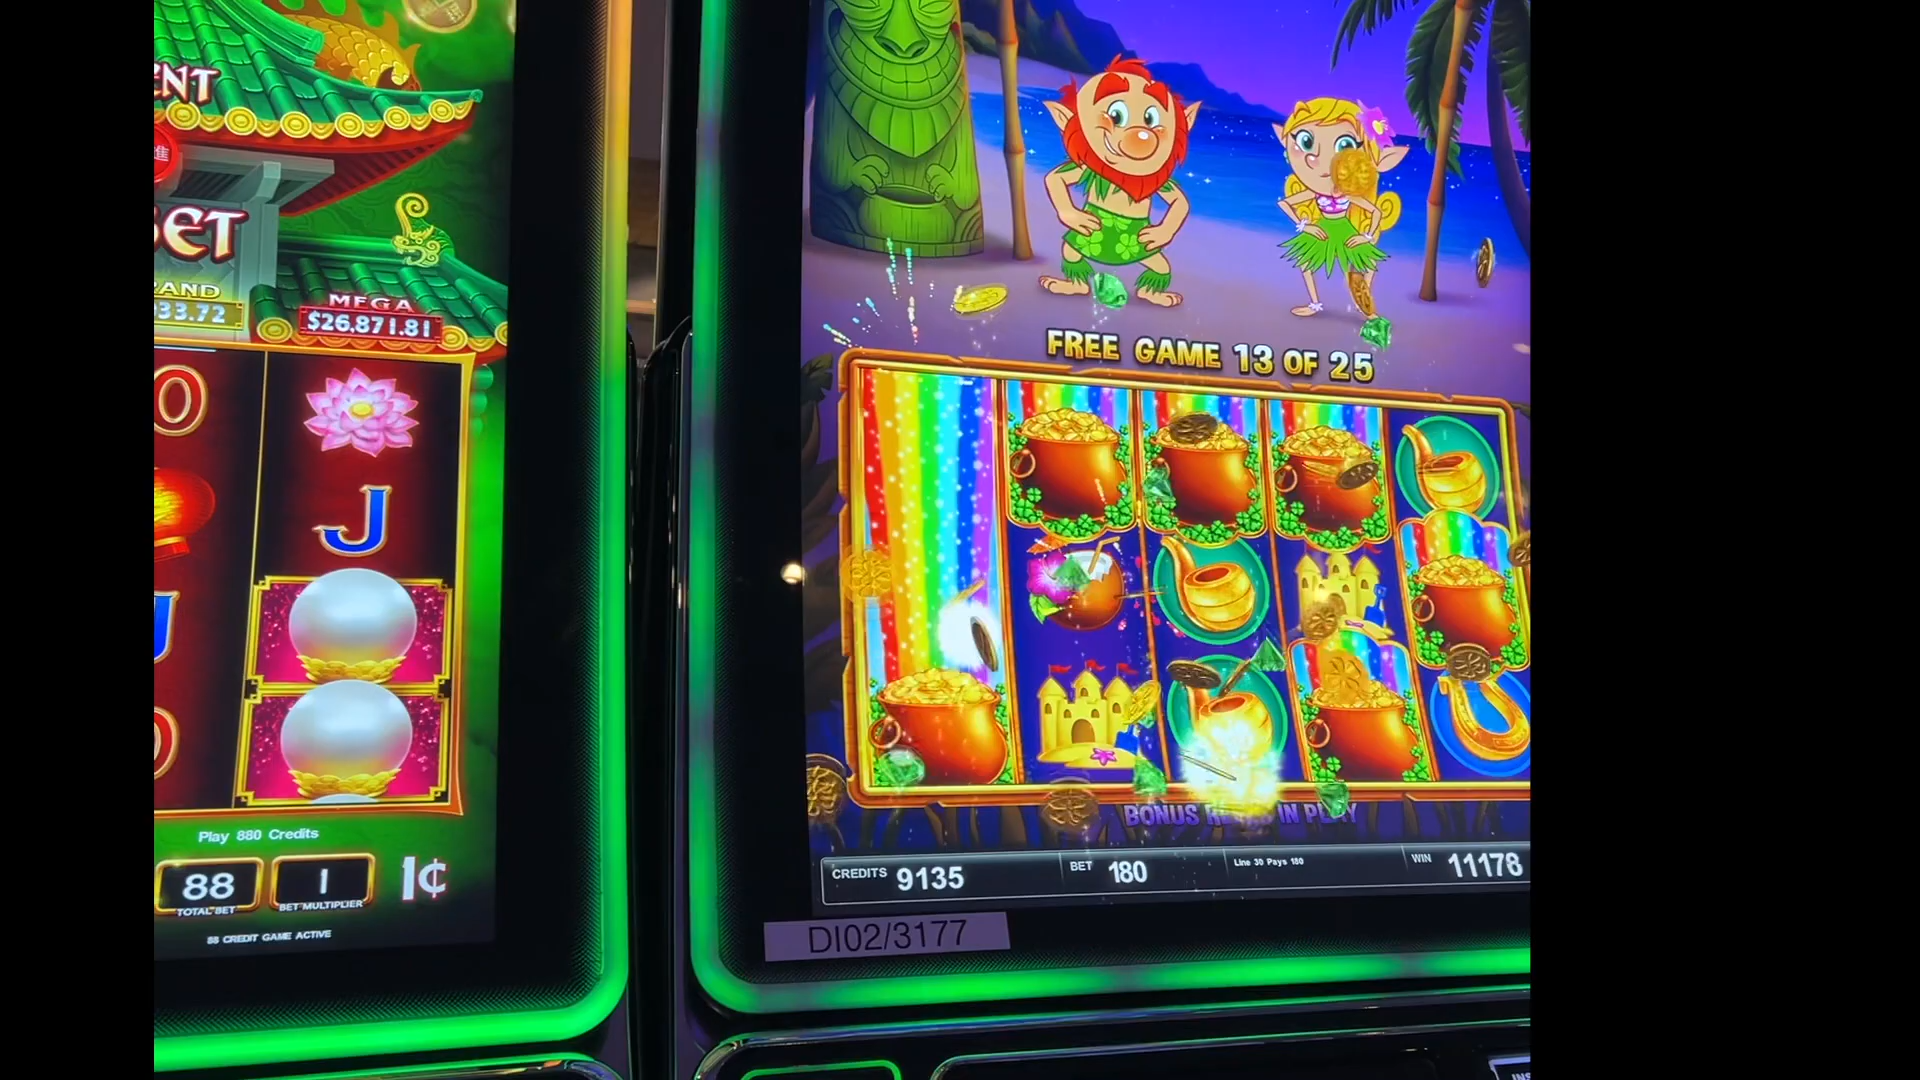 ENT
BET
AND
33.72
MEGA
$26,871.81
O
J
Play 880 Credits
88
TOTAL BET
1
BET MULTIPLIER
1¢
88 CREDIT GAME ACTIVE
FREE GAME 13 OF 25
BONUS IN PLAY
CREDITS 9135
BET 180
Line 30 Pays 180
WIN 11178
DI02/3177